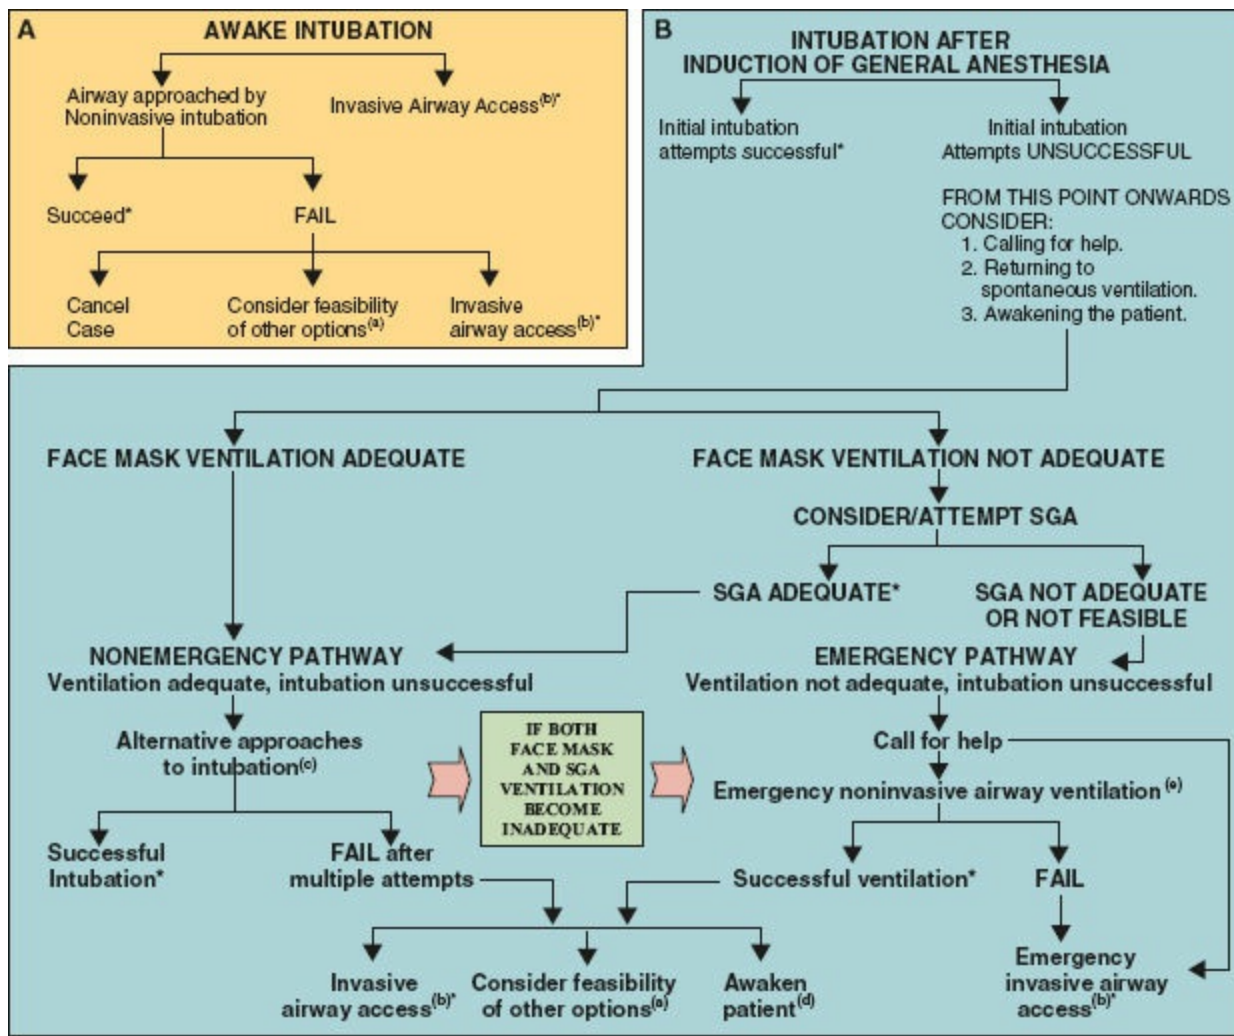 A
AWAKE INTUBATION
Airway approached by
Noninvasive intubation
Invasive Airway Access(b)*
Succeed*
FAIL
Cancel
Case
Consider feasibility
of other options(a)
Invasive
airway access(b)*
B
INTUBATION AFTER
INDUCTION OF GENERAL ANESTHESIA
Initial intubation
attempts successful*
Initial intubation
Attempts UNSUCCESSFUL
FROM THIS POINT ONWARDS
CONSIDER:
1. Calling for help.
2. Returning to
spontaneous ventilation.
3. Awakening the patient.
FACE MASK VENTILATION ADEQUATE
FACE MASK VENTILATION NOT ADEQUATE
CONSIDER/ATTEMPT SGA
SGA ADEQUATE*
SGA NOT ADEQUATE
OR NOT FEASIBLE
NONEMERGENCY PATHWAY
Ventilation adequate, intubation unsuccessful
EMERGENCY PATHWAY
Ventilation not adequate, intubation unsuccessful
Alternative approaches
to intubation(c)
IF BOTH
FACE MASK
AND SGA
VENTILATION
BECOME
INADEQUATE
Call for help
Emergency noninvasive airway ventilation(e)
Successful
Intubation*
FAIL after
multiple attempts
Successful ventilation*
FAIL
Invasive
airway access(b)*
Consider feasibility
of other options(a)
Awaken
patient(d)
Emergency
invasive airway
access(b)*